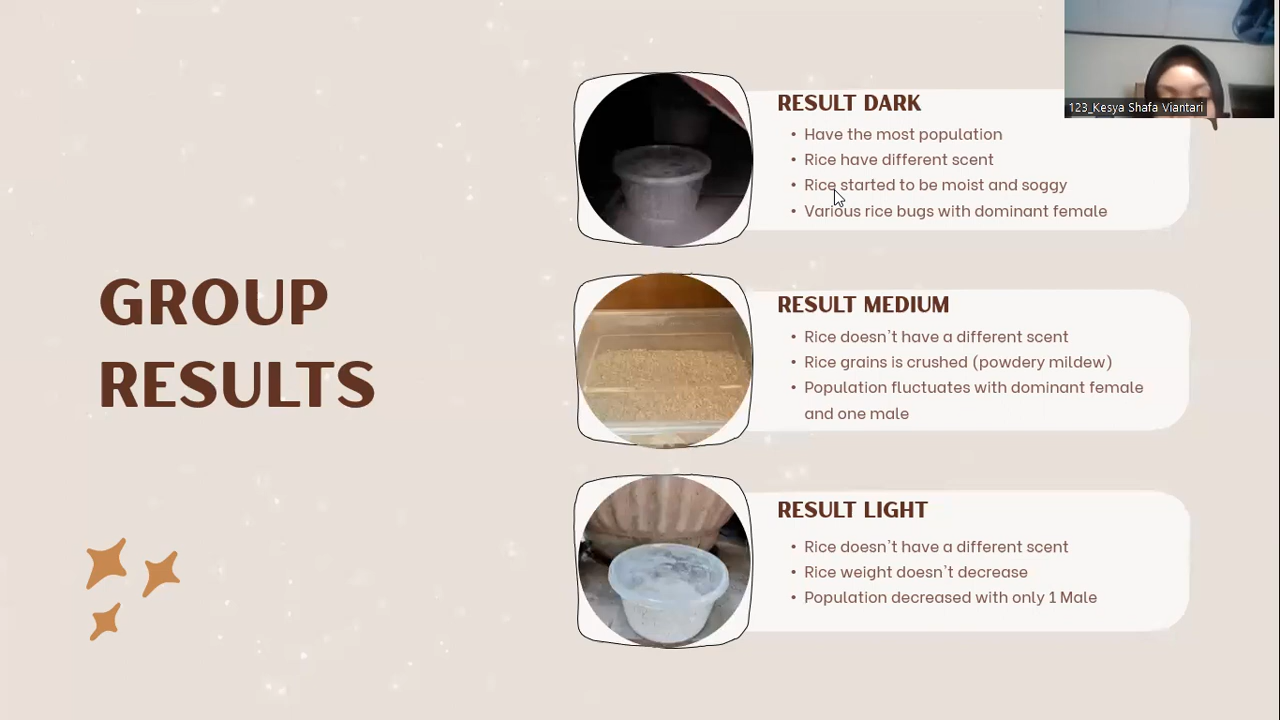 GROUP
RESULTS
RESULT DARK
• Have the most population
• Rice have different scent
• Rice started to be moist and soggy
• Various rice bugs with dominant female
RESULT MEDIUM
• Rice doesn't have a different scent
• Rice grains is crushed (powdery mildew)
• Population fluctuates with dominant female
and one male
RESULT LIGHT
• Rice doesn't have a different scent
• Rice weight doesn't decrease
• Population decreased with only 1 Male
123_Kesya Shafa Viantari